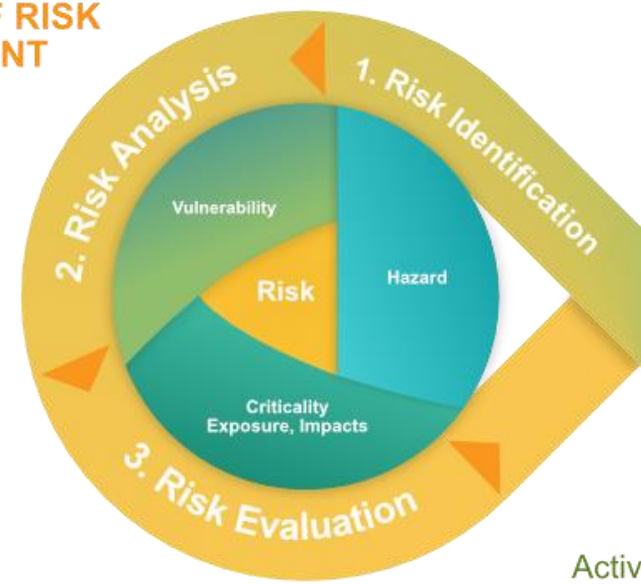 F RISK
NT
1. Risk Identification
2. Risk Analysis
Vulnerability
Hazard
Risk
Criticality
Exposure, Impacts
3. Risk Evaluation
Activ